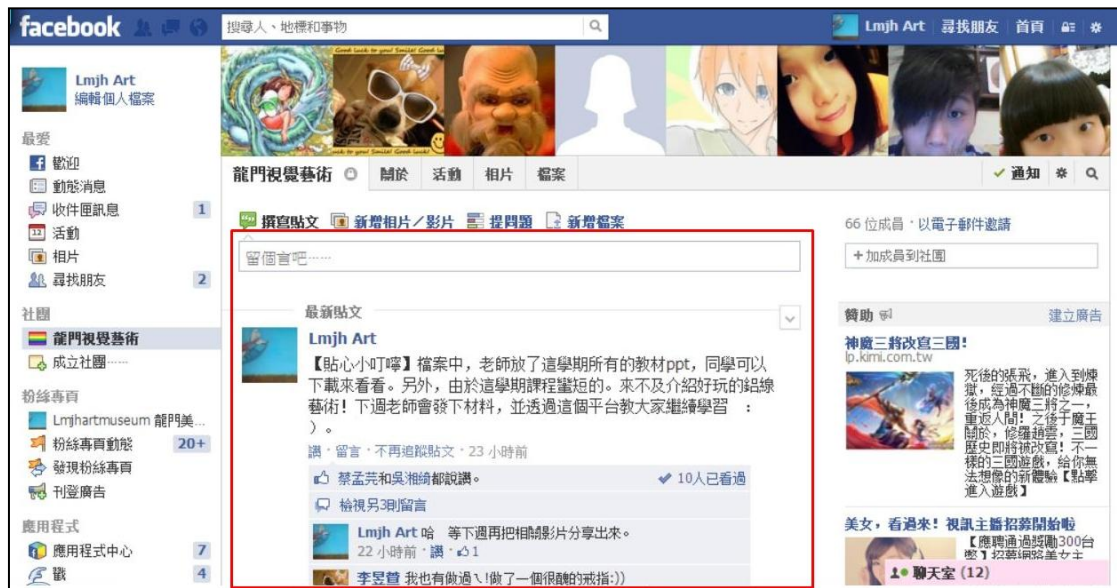 facebook
搜尋人、地標和事物
Lmjh Art
尋找朋友
首頁
Lmjh Art
編輯個人檔案
最愛
歡迎
動態消息
收件匣訊息 1
活動
相片
尋找朋友 2
社團
龍門視覺藝術
成立社團……
粉絲專頁
Lmjhartmuseum 龍門美...
粉絲專頁動態 20+
發現粉絲專頁
刊登廣告
應用程式
應用程式中心 7
戳 4
龍門視覺藝術 關於 活動 相片 檔案
✓ 通知
撰寫貼文 新增相片/影片 提問題 新增檔案
留個言吧……
最新貼文
Lmjh Art
【貼心小叮嚀】檔案中,老師放了這學期所有的教材ppt,同學可以
下載來看看。另外,由於這學期課程蠻短的。來不及介紹好玩的鋁線
藝術!下週老師會發下材料,並透過這個平台教大家繼續學習 :
)。
讚.留言.不再追蹤貼文.23 小時前
蔡孟芫和吳湘綺都說讚。 10人已看過
檢視另3則留言
Lmjh Art 哈 等下週再把相關影片分享出來。
22 小時前.讚. 1
李昱萱 我也有做過ㄟ!做了一個很醜的戒指:))
66 位成員.以電子郵件邀請
+加成員到社團
贊助 建立廣告
神魔三將改寫三國!
lp.kimi.com.tw
死後的張飛,進入到煉
獄,經過不斷的修煉最
後成為神魔三將之一,
重返人間!之後于魔王
關於,修羅趙雲,三國
歷史即將被改寫!不一
樣的三國遊戲,給你無
法想像的新體驗【點擊
進入遊戲】
美女,看過來!視訊主播招募開始啦
【應聘通過獎勵300台
幣】招募網路美女主
聊天室 (12)